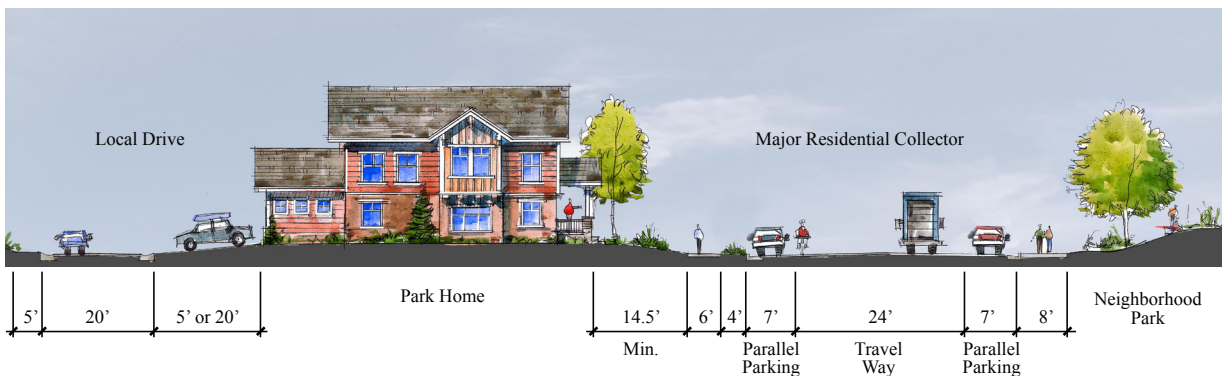 Local Drive
Major Residential Collector
Park Home
Neighborhood
Park
5’
20’
5’ or 20’
14.5’
6’
4’
7’
24’
7’
8’
Min.
Parallel
Parking
Travel
Way
Parallel
Parking